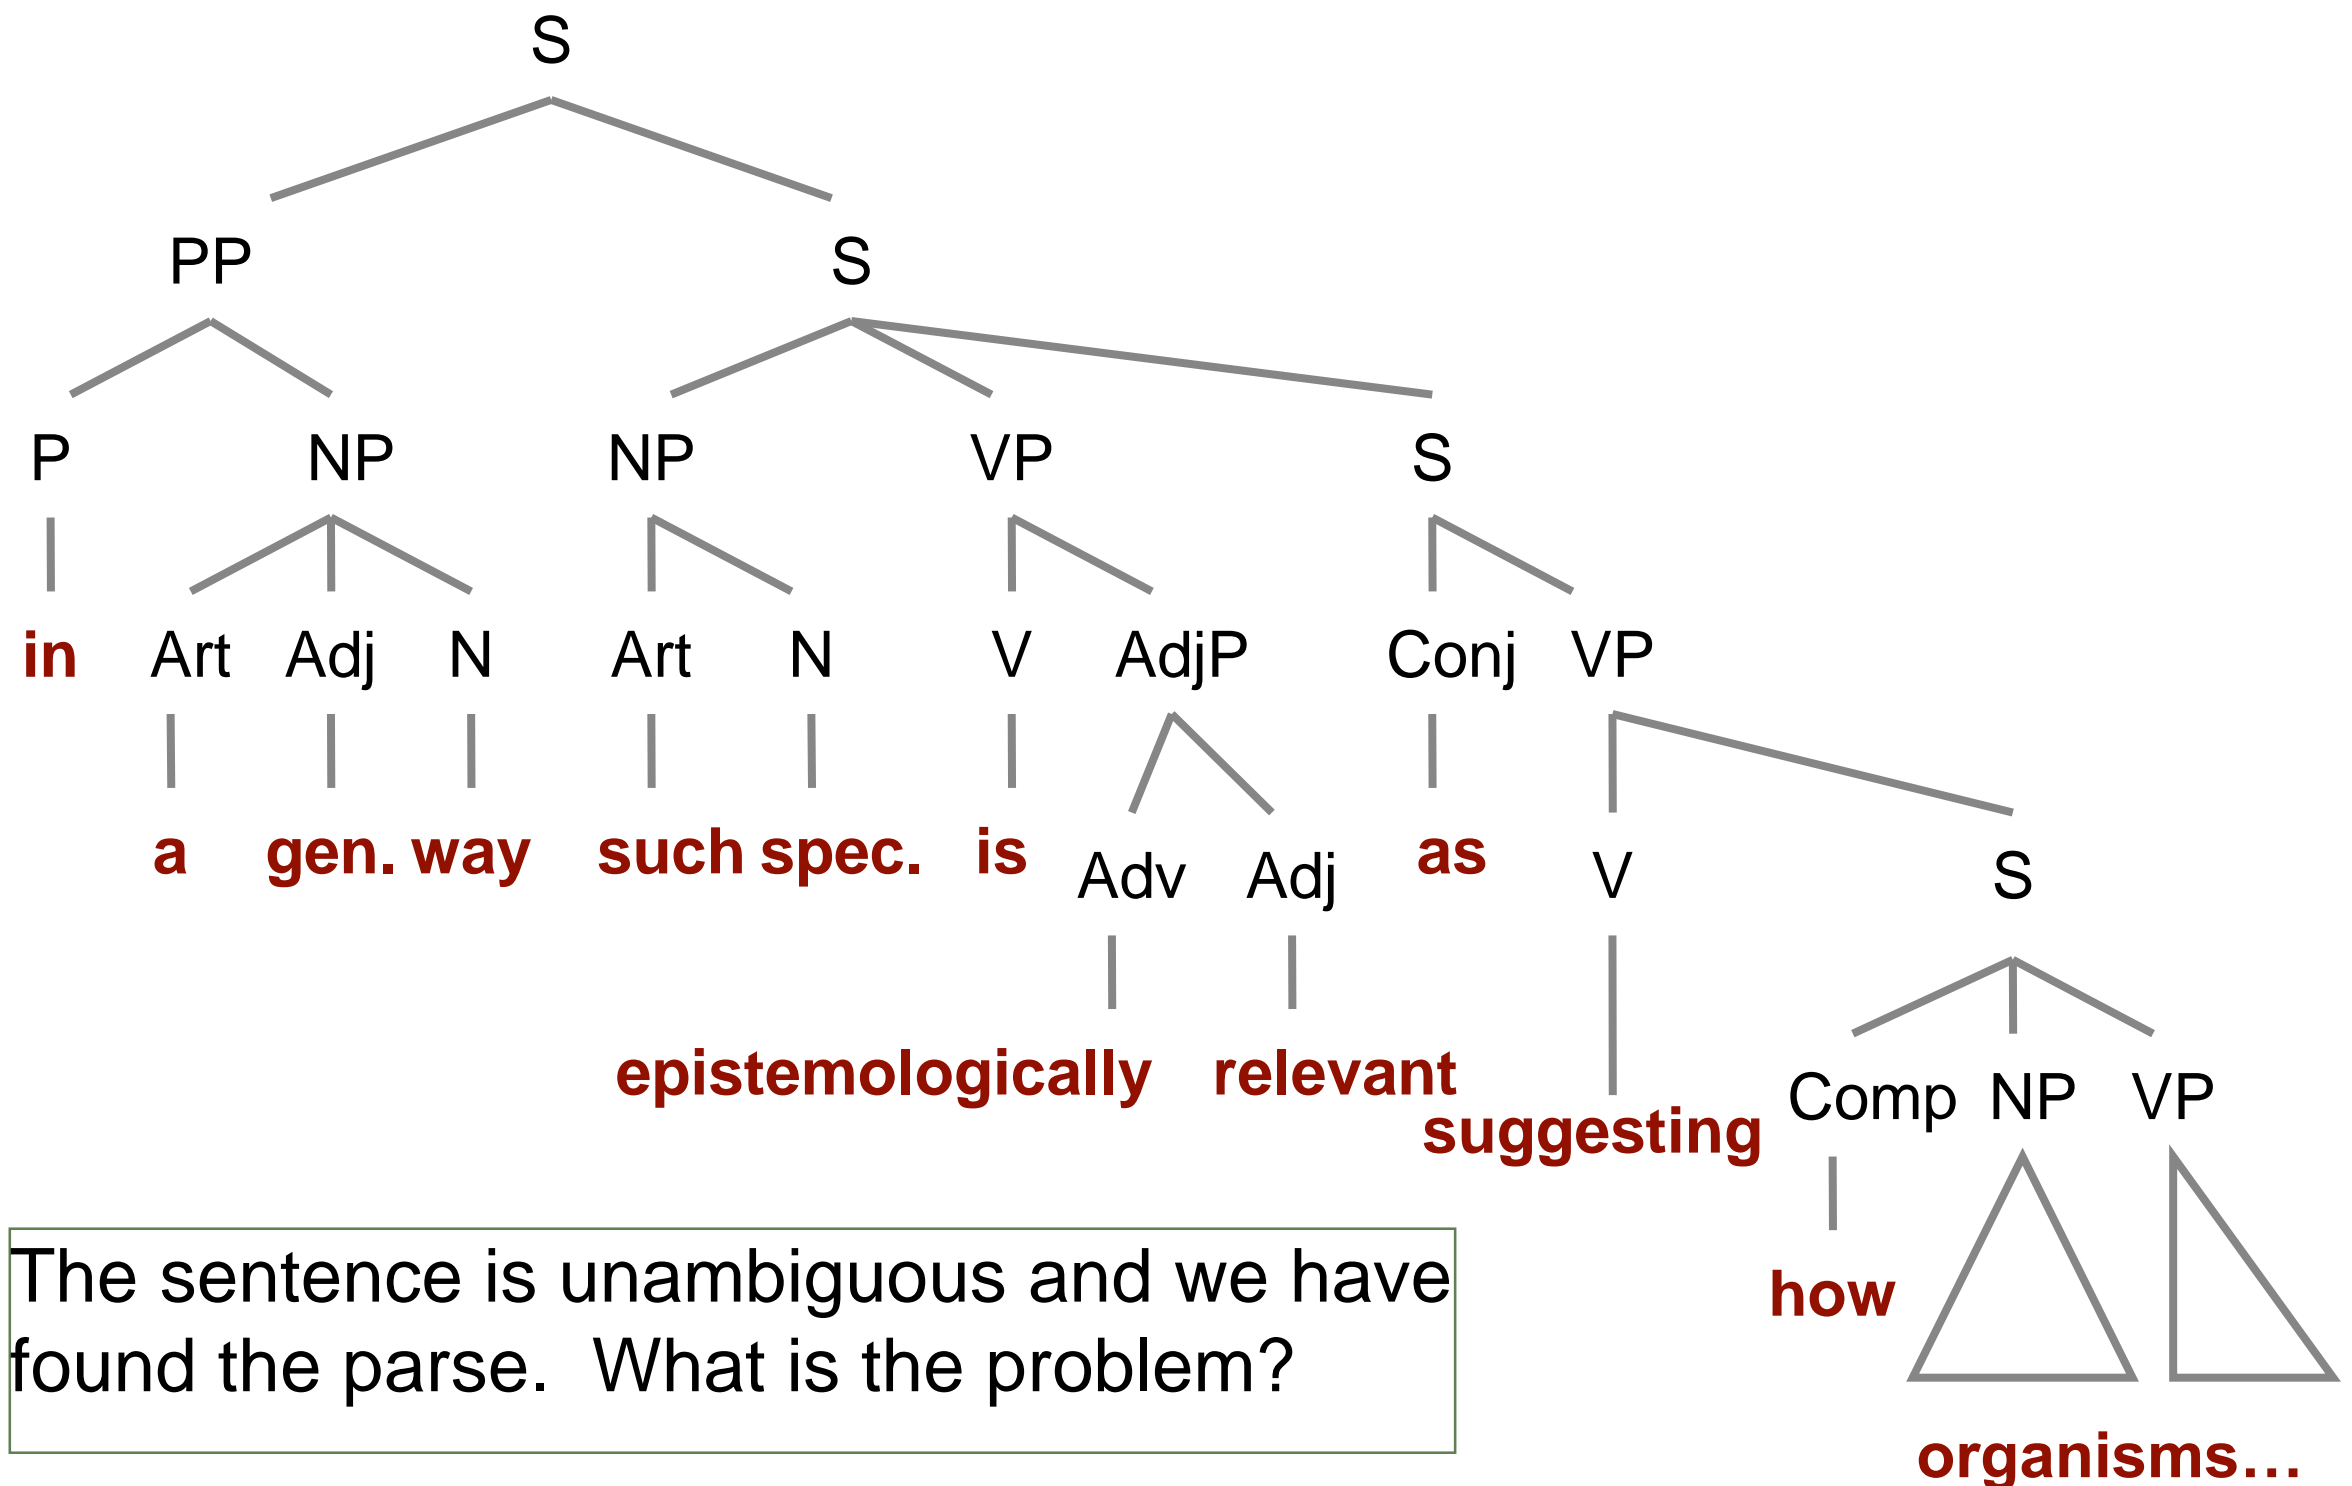 S
PP S
P NP NP VP S
in Art Adj N Art N V AdjP Conj VP
a gen. way such spec. is Adv Adj as V S
epistemologically relevant suggesting Comp NP VP
how
The sentence is unambiguous and we have
found the parse. What is the problem?
organisms…